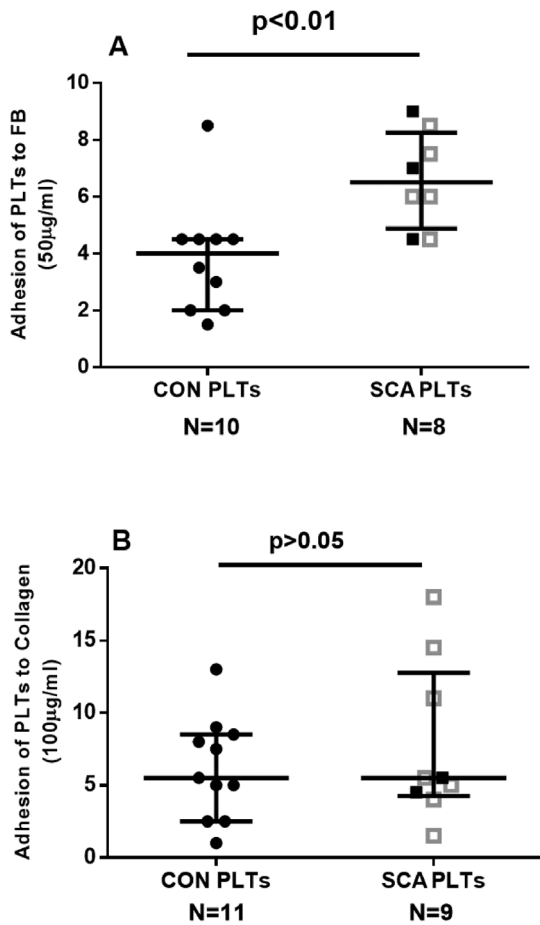 p<0.01
A
Adhesion of PLTs to FB
(50µg/ml)
10
8
6
4
2
0
CON PLTs
SCA PLTs
N=10
N=8
B
p>0.05
Adhesion of PLTs to Collagen
(100µg/ml)
20
15
10
5
0
CON PLTs
SCA PLTs
N=11
N=9